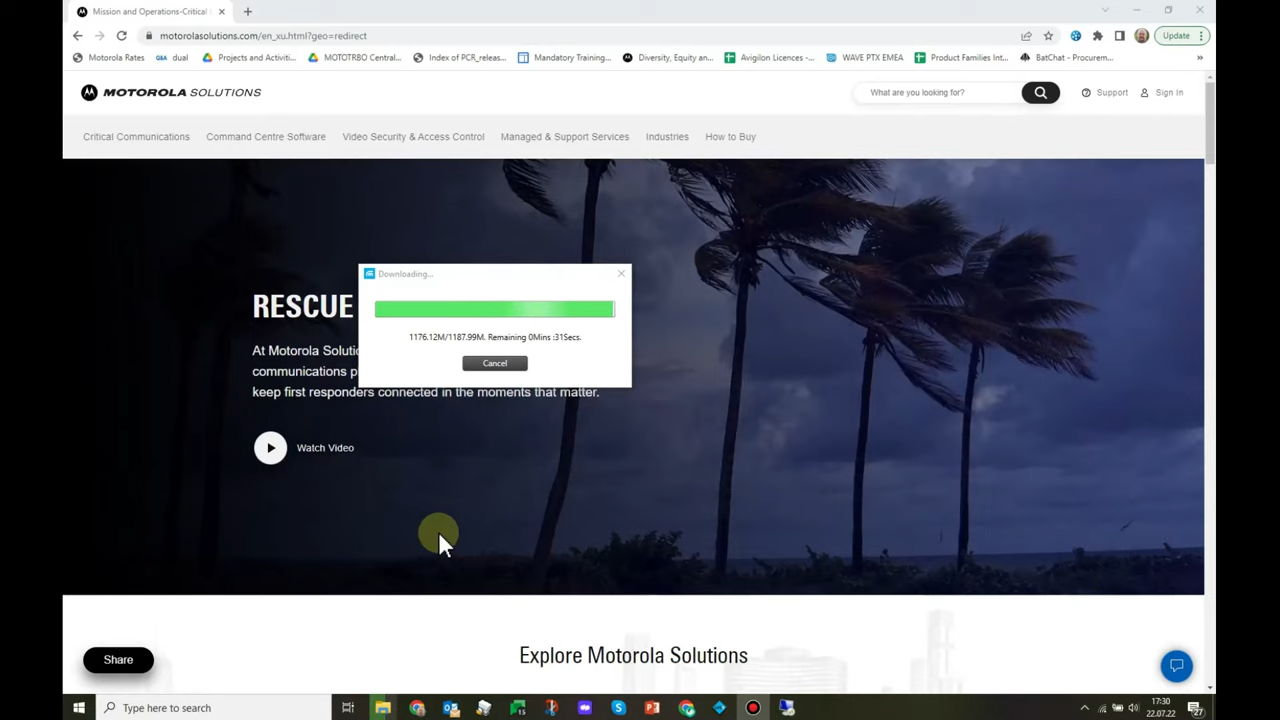 Mission and Operations-Critical
motorolasolutions.com/en_xu.html?geo=redirect
Update
Motorola Rates
Q&A dual
Projects and Activiti...
MOTOTRBO Central...
Index of PCR_releas...
Mandatory Training...
Diversity, Equity an...
Avigilon Licences -...
WAVE PTX EMEA
Product Families Int...
BatChat - Procurem...
»
MOTOROLA SOLUTIONS
What are you looking for?
Support
Sign In
Critical Communications
Command Centre Software
Video Security & Access Control
Managed & Support Services
Industries
How to Buy
Downloading...
1176.12M/1187.99M. Remaining 0Mins :31Secs.
Cancel
RESCUE
At Motorola Solutio
communications p
keep first responders connected in the moments that matter.
Watch Video
Explore Motorola Solutions
Share
Type here to search
15
17:30
22.07.22
27